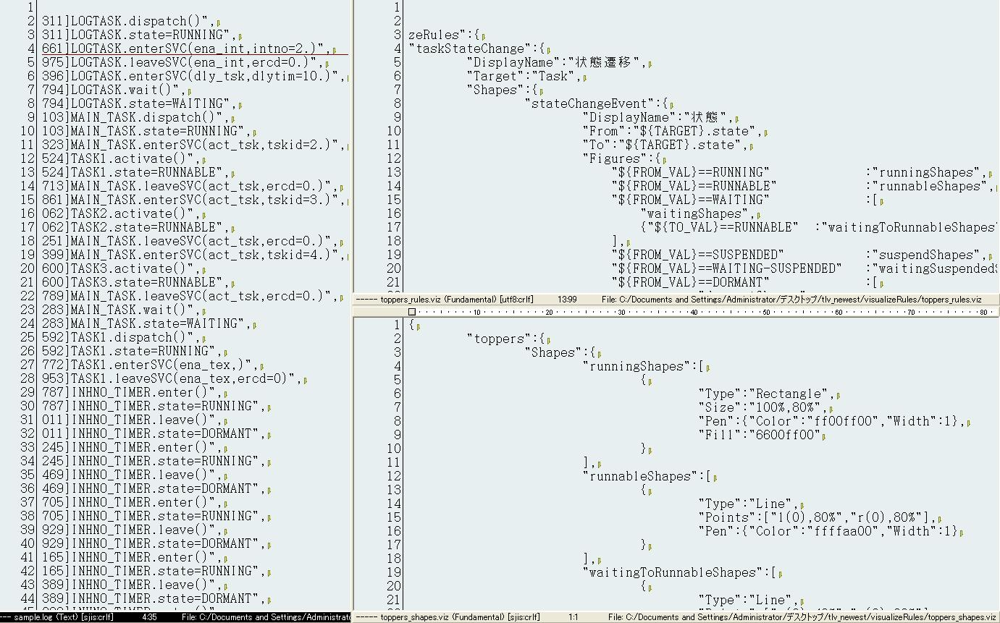 1
2 311]LOGTASK.dispatch()",
3 311]LOGTASK.state=RUNNING",
4 661]LOGTASK.enterSVC(ena_int,intno=2.)",
5 975]LOGTASK.leaveSVC(ena_int,ercd=0.)",
6 396]LOGTASK.enterSVC(dly_tsk,dlytim=10.)",
7 794]LOGTASK.wait()",
8 794]LOGTASK.state=WAITING",
9 103]MAIN_TASK.dispatch()",
10 103]MAIN_TASK.state=RUNNING",
11 323]MAIN_TASK.enterSVC(act_tsk,tskid=2.)",
12 524]TASK1.activate()",
13 524]TASK1.state=RUNNABLE",
14 713]MAIN_TASK.leaveSVC(act_tsk,ercd=0.)",
15 861]MAIN_TASK.enterSVC(act_tsk,tskid=3.)",
16 062]TASK2.activate()",
17 062]TASK2.state=RUNNABLE",
18 251]MAIN_TASK.leaveSVC(act_tsk,ercd=0.)",
19 399]MAIN_TASK.enterSVC(act_tsk,tskid=4.)",
20 600]TASK3.activate()",
21 600]TASK3.state=RUNNABLE",
22 789]MAIN_TASK.leaveSVC(act_tsk,ercd=0.)",
23 283]MAIN_TASK.wait()",
24 283]MAIN_TASK.state=WAITING",
25 592]TASK1.dispatch()",
26 592]TASK1.state=RUNNING",
27 772]TASK1.enterSVC(ena_tex,)",
28 953]TASK1.leaveSVC(ena_tex,ercd=0)",
29 787]INHNO_TIMER.enter()",
30 787]INHNO_TIMER.state=RUNNING",
31 011]INHNO_TIMER.leave()",
32 011]INHNO_TIMER.state=DORMANT",
33 245]INHNO_TIMER.enter()",
34 245]INHNO_TIMER.state=RUNNING",
35 469]INHNO_TIMER.leave()",
36 469]INHNO_TIMER.state=DORMANT",
37 705]INHNO_TIMER.enter()",
38 705]INHNO_TIMER.state=RUNNING",
39 929]INHNO_TIMER.leave()",
40 929]INHNO_TIMER.state=DORMANT",
41 165]INHNO_TIMER.enter()",
42 165]INHNO_TIMER.state=RUNNING",
43 389]INHNO_TIMER.leave()",
44 389]INHNO_TIMER.state=DORMANT",
--- sample.log (Text) [sjis:crlf] 4:35 File: C:/Documents and Settings/Administrato
1
2
3 zeRules":{
4 "taskStateChange":{
5 "DisplayName":"状態遷移",
6 "Target":"Task",
7 "Shapes":{
8 "stateChangeEvent":{
9 "DisplayName":"状態",
10 "From":"${TARGET}.state",
11 "To":"${TARGET}.state",
12 "Figures":{
13 "${FROM_VAL}==RUNNING" :"runningShapes",
14 "${FROM_VAL}==RUNNABLE" :"runnableShapes",
15 "${FROM_VAL}==WAITING" :[
16 "waitingShapes",
17 {"${TO_VAL}==RUNNABLE" :"waitingToRunnableShapes"
18 ],
19 "${FROM_VAL}==SUSPENDED" :"suspendShapes",
20 "${FROM_VAL}==WAITING-SUSPENDED" :"waitingSuspendedS
21 "${FROM_VAL}==DORMANT" :[
----- toppers_rules.viz (Fundamental) [utf8:crlf] 13:99 File: C:/Documents and Settings/Administrator/デスクトップ/tlv_newest/visualizeRules/toppers_rules.viz
10 20 30 40 50 60 70 80
1 {
2 "toppers":{
3 "Shapes":{
4 "runningShapes":[
5 {
6 "Type":"Rectangle",
7 "Size":"100%,80%",
8 "Pen":{"Color":"ff00ff00","Width":1},
9 "Fill":"6600ff00"
10 }
11 ],
12 "runnableShapes":[
13 {
14 "Type":"Line",
15 "Points":["l(0),80%","r(0),80%"],
16 "Pen":{"Color":"ffffaa00","Width":1}
17 }
18 ],
19 "waitingToRunnableShapes":[
20 {
21 "Type":"Line",
----- toppers_shapes.viz (Fundamental) [sjis:crlf] 1:1 File: C:/Documents and Settings/Administrator/デスクトップ/tlv_newest/visualizeRules/toppers_shapes.viz